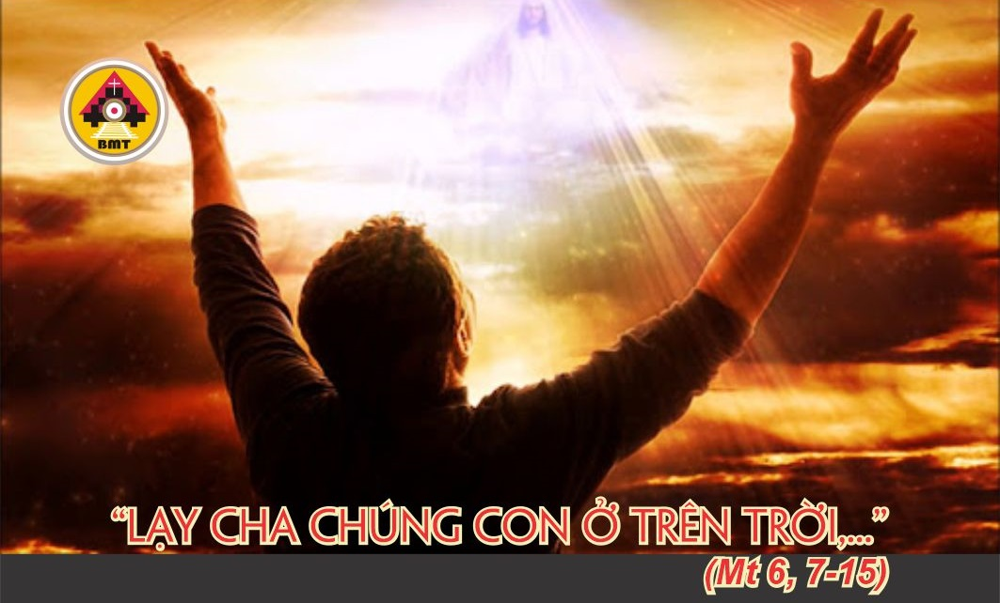 BMT
“LẠY CHA CHÚNG CON Ở TRÊN TRỜI,...”
(Mt 6, 7-15)